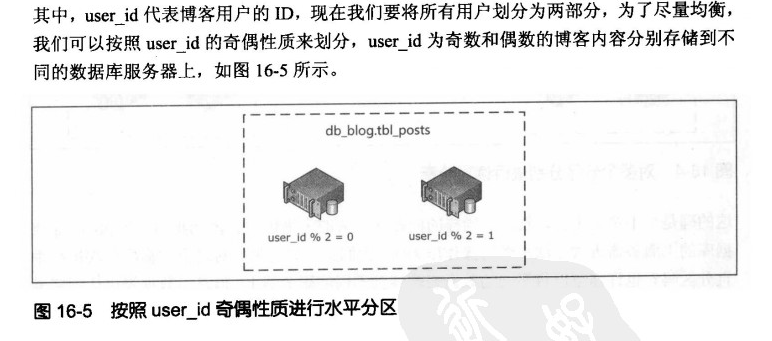 其中，user_id 代表博客用户的 ID，现在我们要将所有用户划分为两部分，为了尽量均衡，
我们可以按照 user_id 的奇偶性质来划分，user_id 为奇数和偶数的博客内容分别存储到不
同的数据库服务器上，如图 16-5 所示。
db_blog.tbl_posts
user_id % 2 = 0
user_id % 2 = 1
图 16-5 按照 user_id 奇偶性质进行水平分区